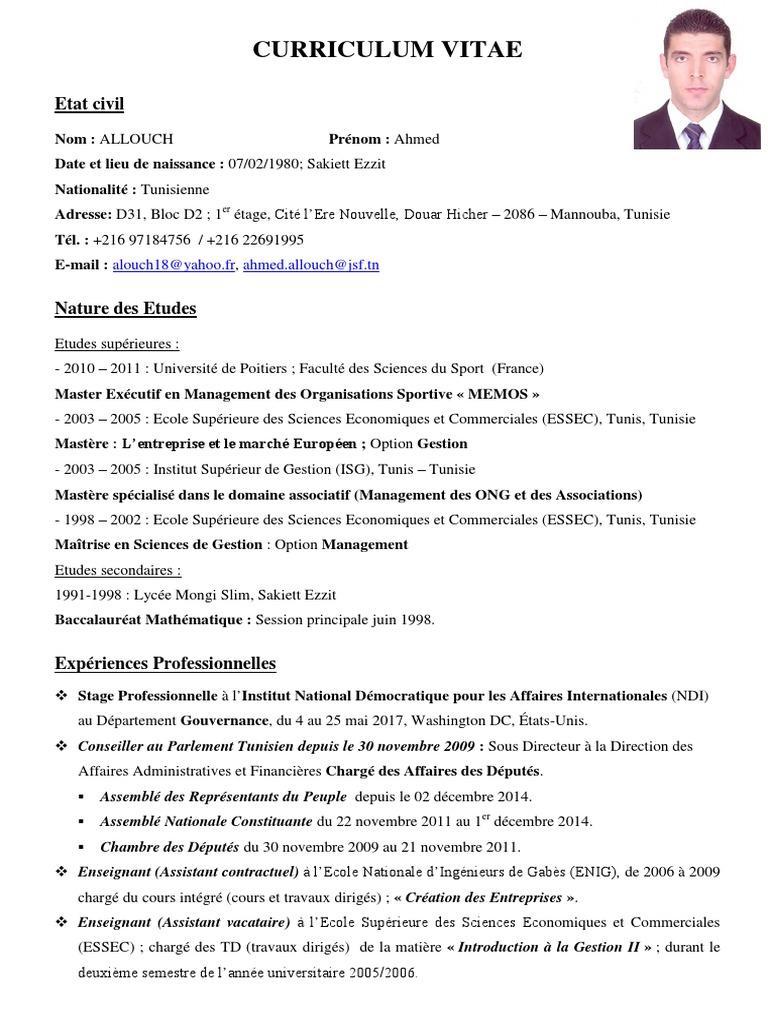 CURRICULUM VITAE
Etat civil
Nom : ALLOUCH Prénom : Ahmed
Date et lieu de naissance : 07/02/1980; Sakiett Ezzit
Nationalité : Tunisienne
Adresse: D31, Bloc D2 ; 1er étage, Cité l'Ere Nouvelle, Douar Hicher – 2086 – Mannouba, Tunisie
Tél. : +216 97184756 / +216 22691995
E-mail : alouch18@yahoo.fr, ahmed.allouch@jsf.tn
Nature des Etudes
Etudes supérieures :
- 2010 – 2011 : Université de Poitiers ; Faculté des Sciences du Sport (France)
Master Exécutif en Management des Organisations Sportive « MEMOS »
- 2003 – 2005 : Ecole Supérieure des Sciences Economiques et Commerciales (ESSEC), Tunis, Tunisie
Mastère : L'entreprise et le marché Européen ; Option Gestion
- 2003 – 2005 : Institut Supérieur de Gestion (ISG), Tunis – Tunisie
Mastère spécialisé dans le domaine associatif (Management des ONG et des Associations)
- 1998 – 2002 : Ecole Supérieure des Sciences Economiques et Commerciales (ESSEC), Tunis, Tunisie
Maîtrise en Sciences de Gestion : Option Management
Etudes secondaires :
1991-1998 : Lycée Mongi Slim, Sakiett Ezzit
Baccalauréat Mathématique : Session principale juin 1998.
Expériences Professionnelles
❖ Stage Professionnelle à l'Institut National Démocratique pour les Affaires Internationales (NDI)
au Département Gouvernance, du 4 au 25 mai 2017, Washington DC, États-Unis.
❖ Conseiller au Parlement Tunisien depuis le 30 novembre 2009 : Sous Directeur à la Direction des
Affaires Administratives et Financières Chargé des Affaires des Députés.
▪ Assemblé des Représentants du Peuple depuis le 02 décembre 2014.
▪ Assemblé Nationale Constituante du 22 novembre 2011 au 1er décembre 2014.
▪ Chambre des Députés du 30 novembre 2009 au 21 novembre 2011.
❖ Enseignant (Assistant contractuel) à l'Ecole Nationale d'Ingénieurs de Gabès (ENIG), de 2006 à 2009
chargé du cours intégré (cours et travaux dirigés) ; « Création des Entreprises ».
❖ Enseignant (Assistant vacataire) à l'Ecole Supérieure des Sciences Economiques et Commerciales
(ESSEC) ; chargé des TD (travaux dirigés) de la matière « Introduction à la Gestion II » ; durant le
deuxième semestre de l'année universitaire 2005/2006.